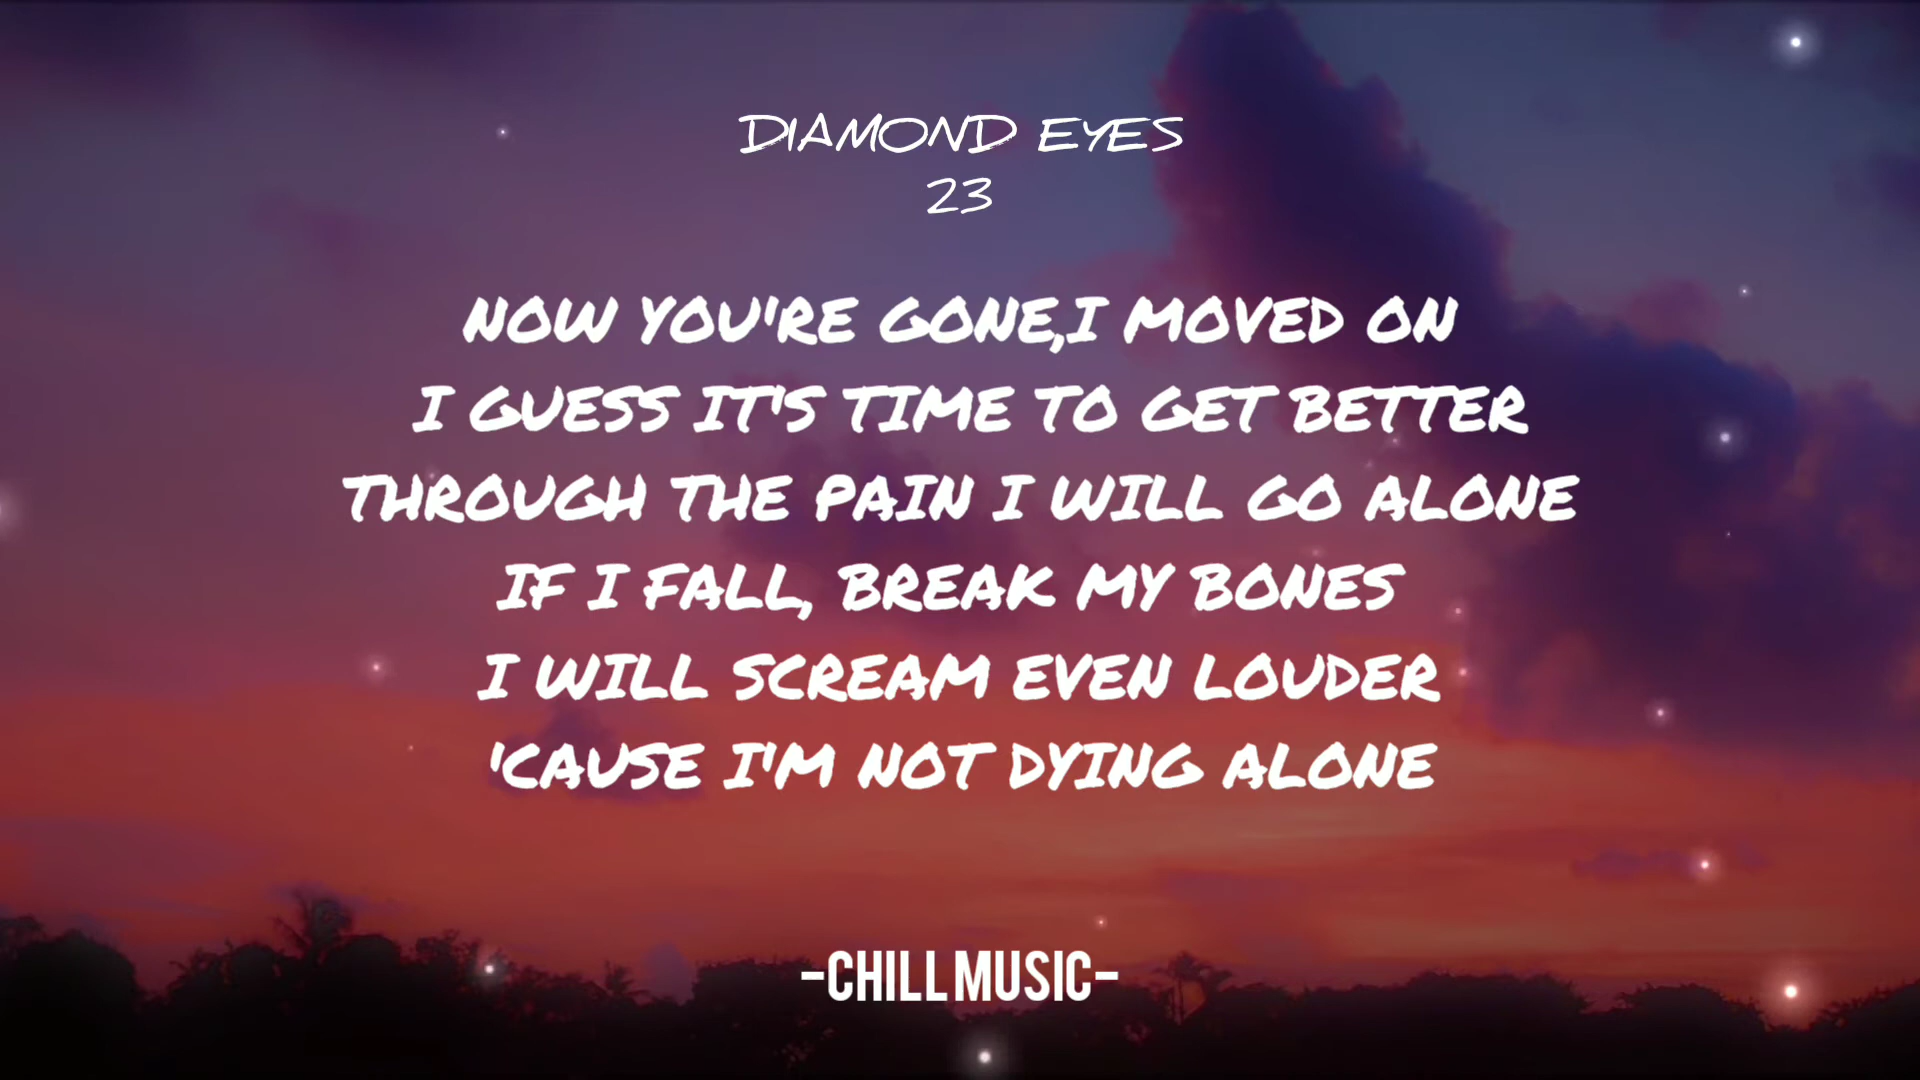 DIAMOND EYES
23
NOW YOU'RE GONE,I MOVED ON
I GUESS IT'S TIME TO GET BETTER
THROUGH THE PAIN I WILL GO ALONE
IF I FALL, BREAK MY BONES
I WILL SCREAM EVEN LOUDER
'CAUSE I'M NOT DYING ALONE
-CHILL MUSIC-